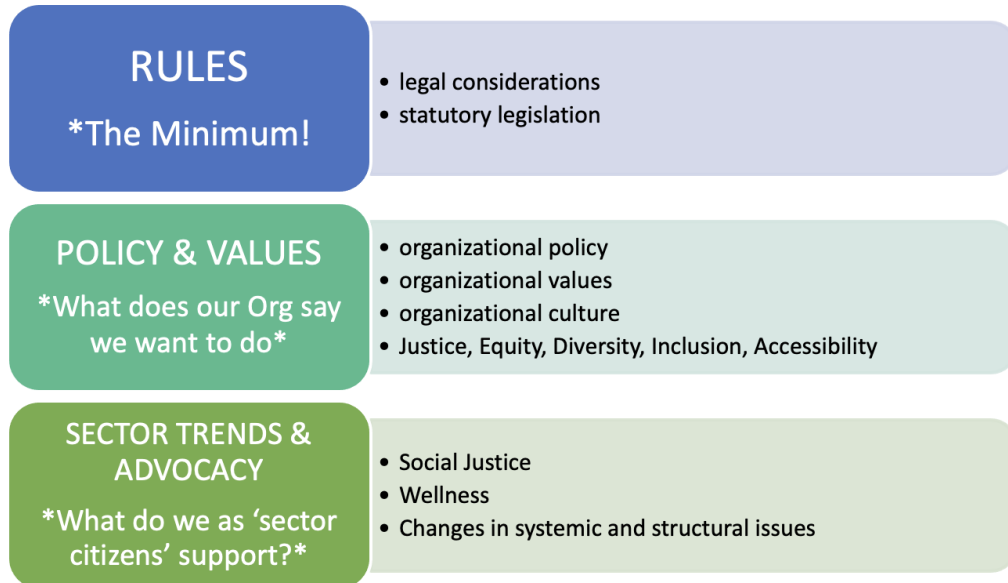 RULES
*The Minimum!
• legal considerations
• statutory legislation
POLICY & VALUES
*What does our Org say
we want to do*
• organizational policy
• organizational values
• organizational culture
• Justice, Equity, Diversity, Inclusion, Accessibility
SECTOR TRENDS &
ADVOCACY
*What do we as ‘sector
citizens’ support?*
• Social Justice
• Wellness
• Changes in systemic and structural issues